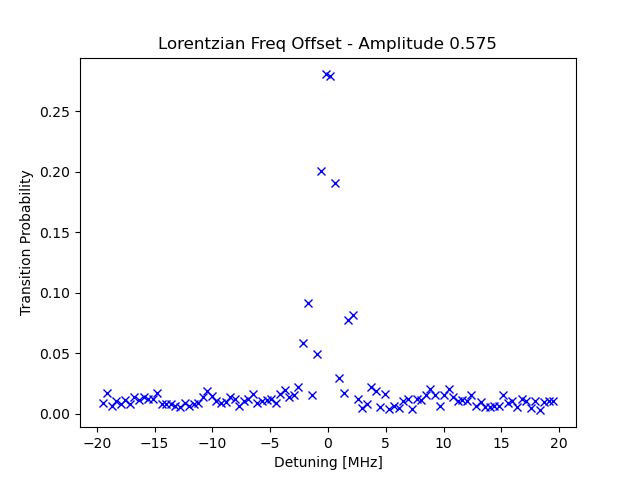 Lorentzian Freq Offset - Amplitude 0.575
Transition Probability
0.25
0.20
0.15
0.10
0.05
0.00
−20 −15 −10 −5 0 5 10 15 20
Detuning [MHz]